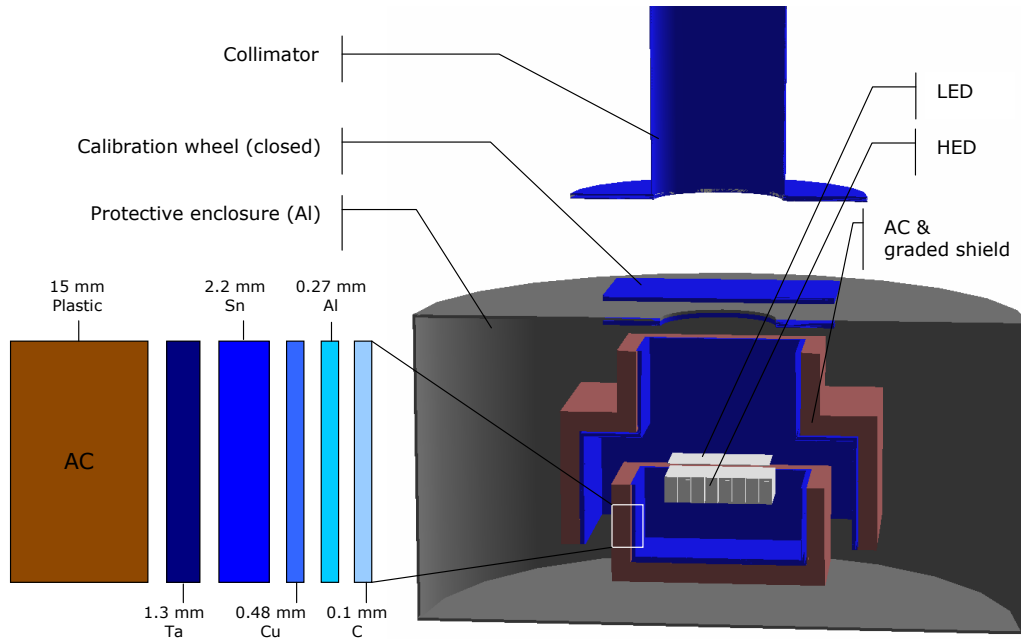 Collimator
Calibration wheel (closed)
Protective enclosure (Al)
LED
HED
AC &
graded shield
15 mm
Plastic
2.2 mm
Sn
0.27 mm
Al
AC
1.3 mm
Ta
0.48 mm
Cu
0.1 mm
C